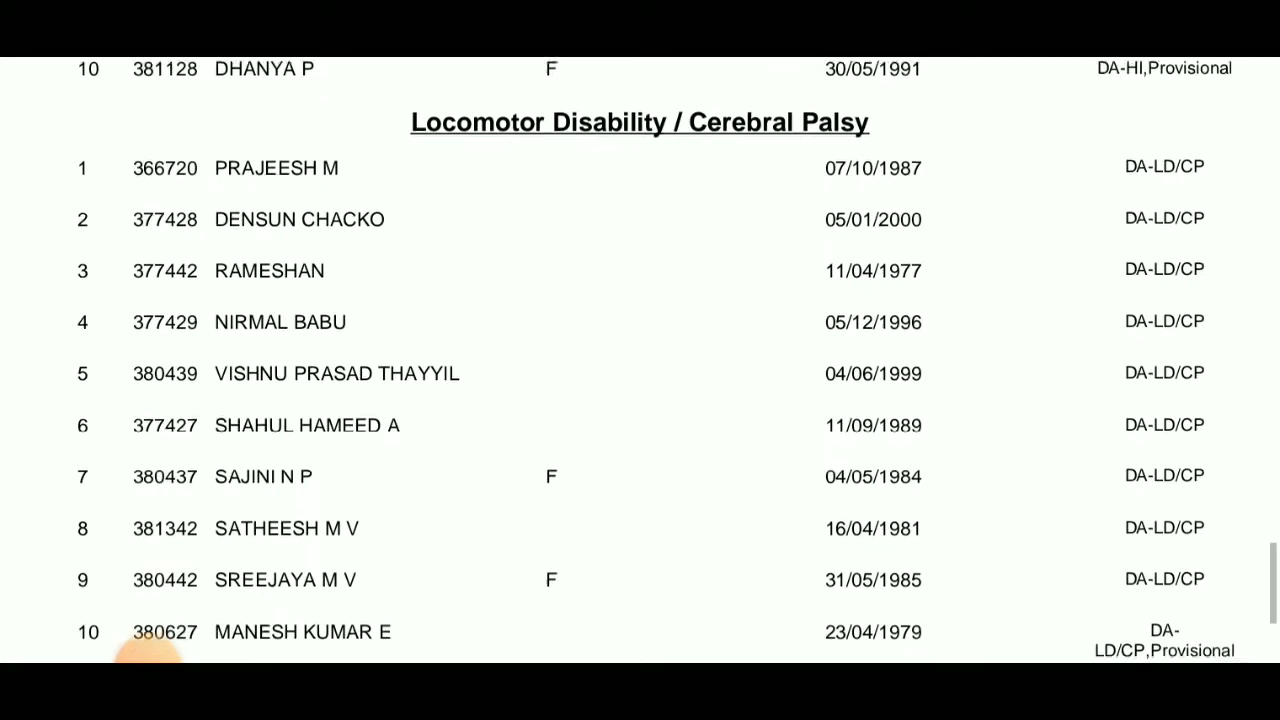 10 381128 DHANYA P F 30/05/1991 DA-HI,Provisional
Locomotor Disability / Cerebral Palsy
1 366720 PRAJEESH M 07/10/1987 DA-LD/CP
2 377428 DENSUN CHACKO 05/01/2000 DA-LD/CP
3 377442 RAMESHAN 11/04/1977 DA-LD/CP
4 377429 NIRMAL BABU 05/12/1996 DA-LD/CP
5 380439 VISHNU PRASAD THAYYIL 04/06/1999 DA-LD/CP
6 377427 SHAHUL HAMEED A 11/09/1989 DA-LD/CP
7 380437 SAJINI N P F 04/05/1984 DA-LD/CP
8 381342 SATHEESH M V 16/04/1981 DA-LD/CP
9 380442 SREEJAYA M V F 31/05/1985 DA-LD/CP
10 380627 MANESH KUMAR E 23/04/1979 DA-
LD/CP,Provisional